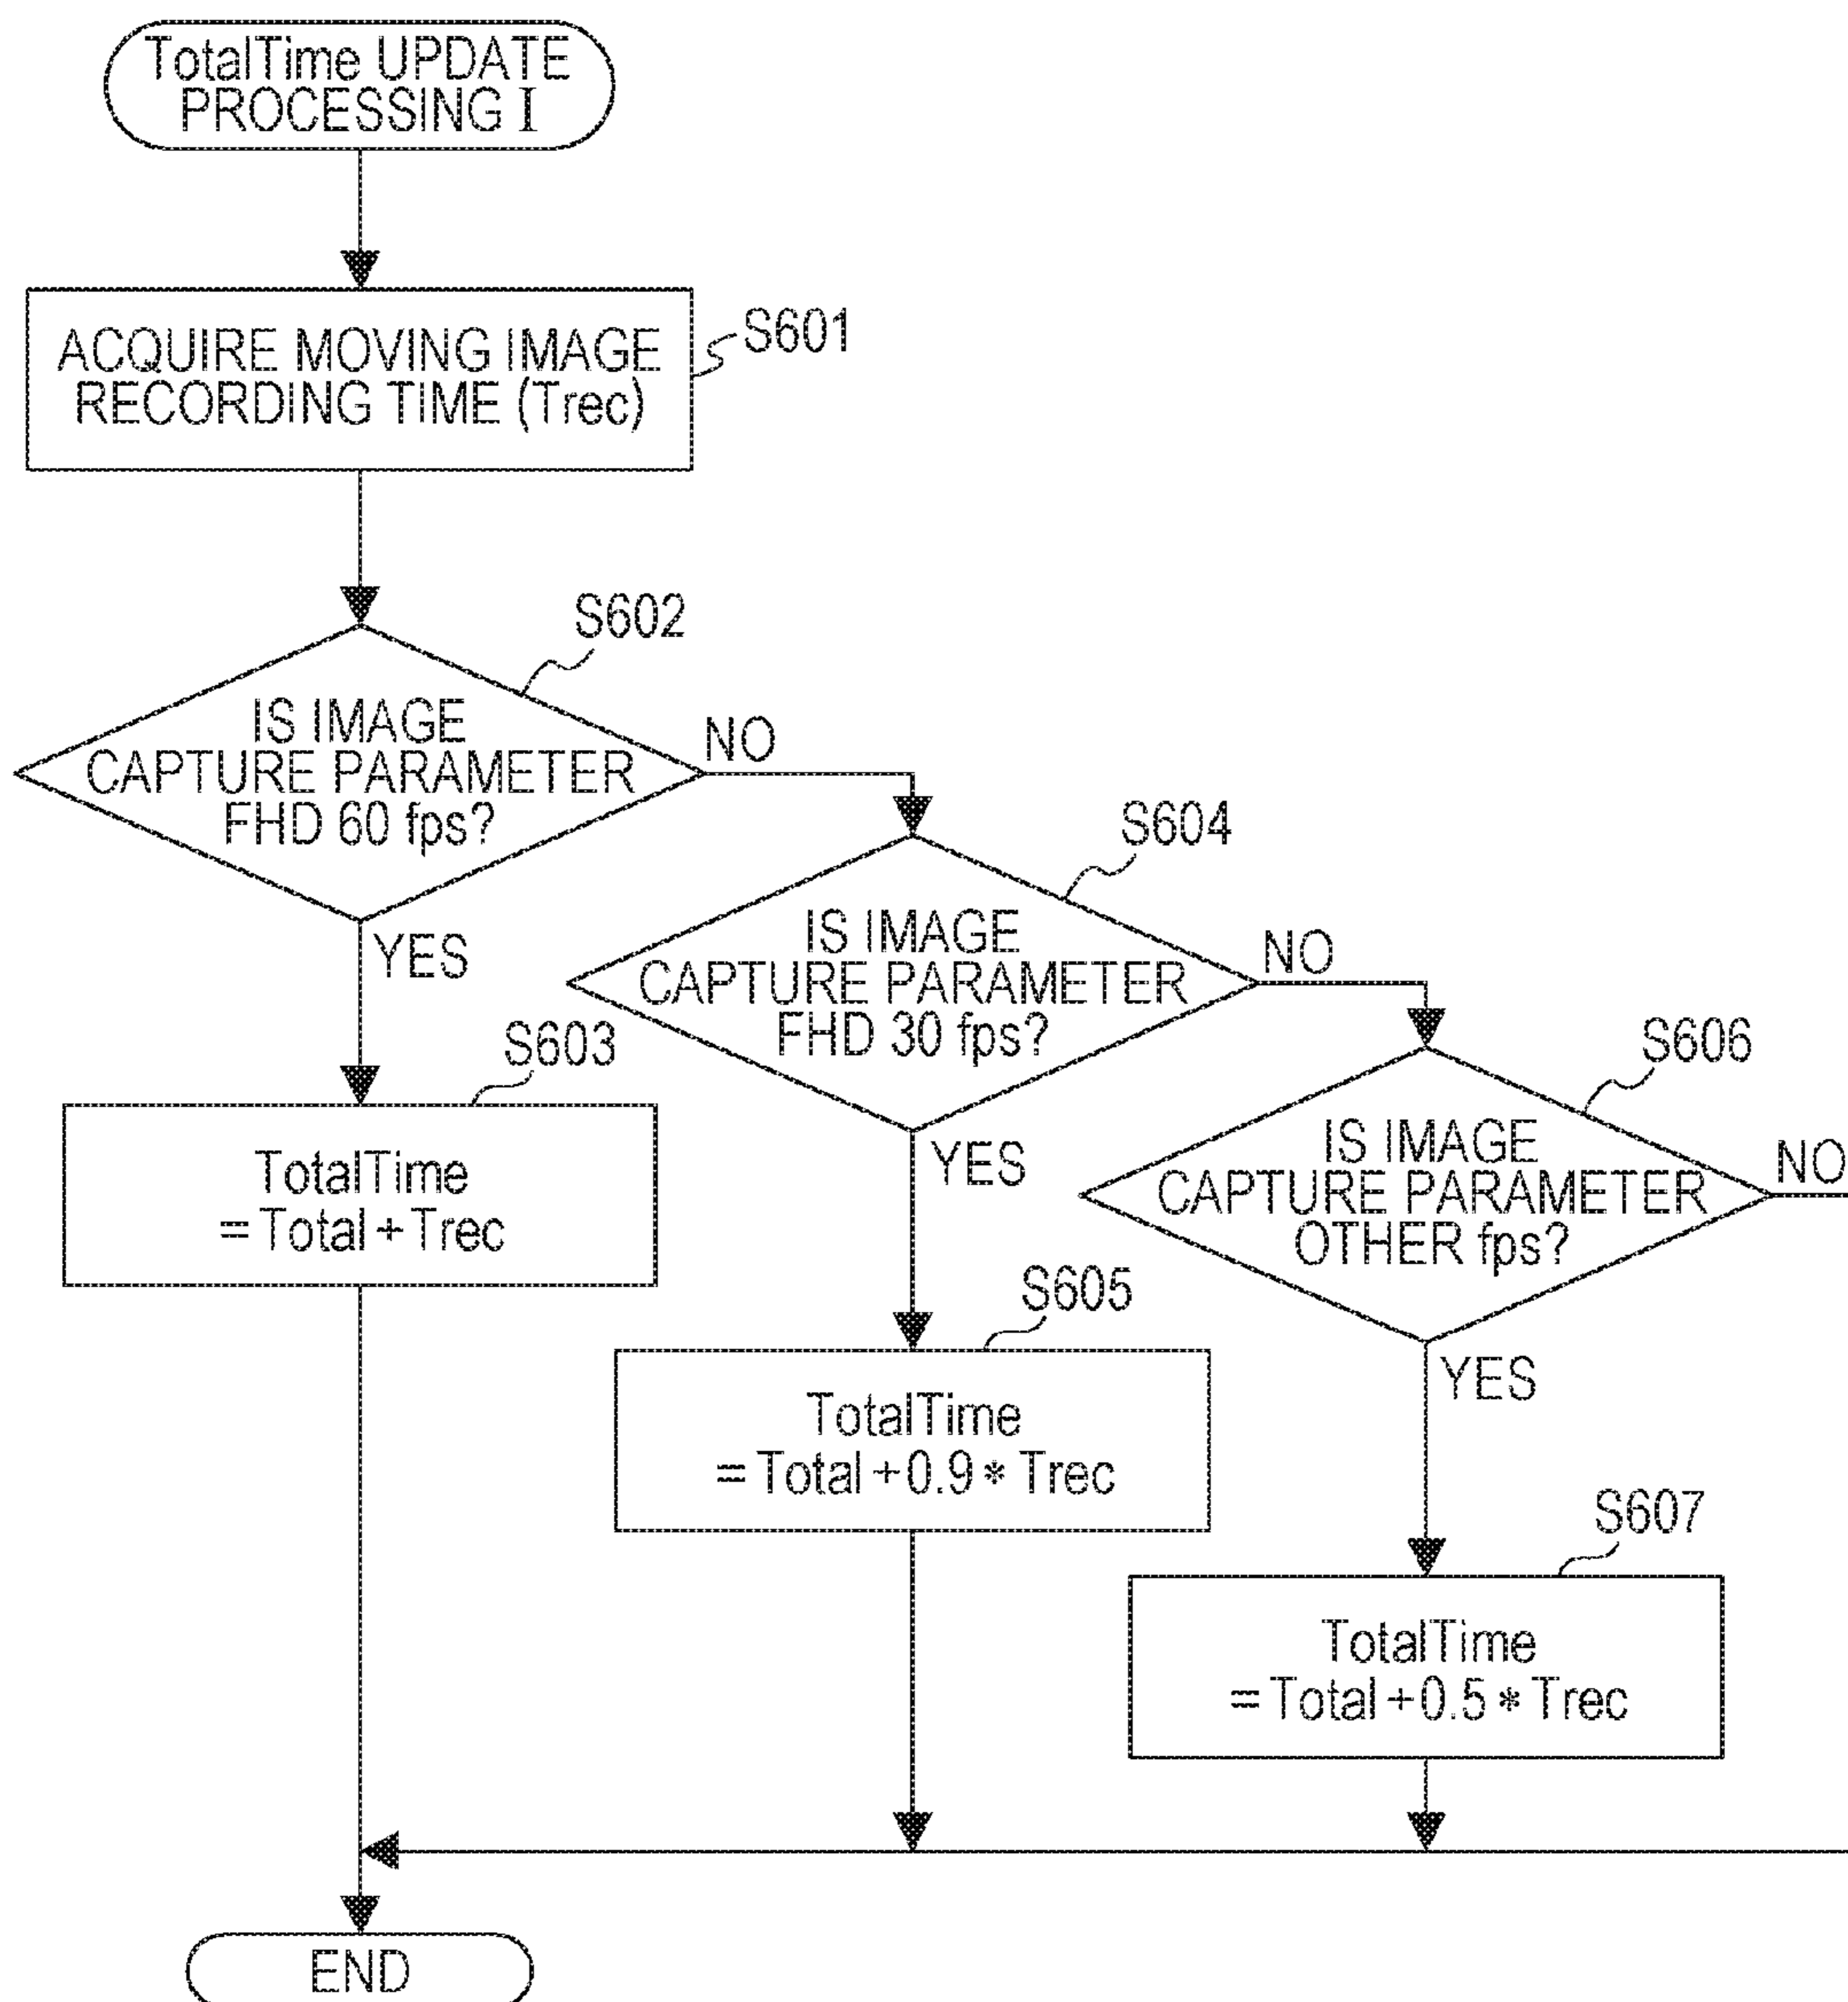 TotalTime UPDATE
PROCESSING I
ACQUIRE MOVING IMAGE
RECORDING TIME (Trec)
S601
S602
IS IMAGE
CAPTURE PARAMETER
FHD 60 fps?
NO
YES
S603
TotalTime
= Total + Trec
S604
IS IMAGE
CAPTURE PARAMETER
FHD 30 fps?
NO
YES
S605
TotalTime
= Total + 0.9 * Trec
S606
IS IMAGE
CAPTURE PARAMETER
OTHER fps?
NO
YES
S607
TotalTime
= Total + 0.5 * Trec
END